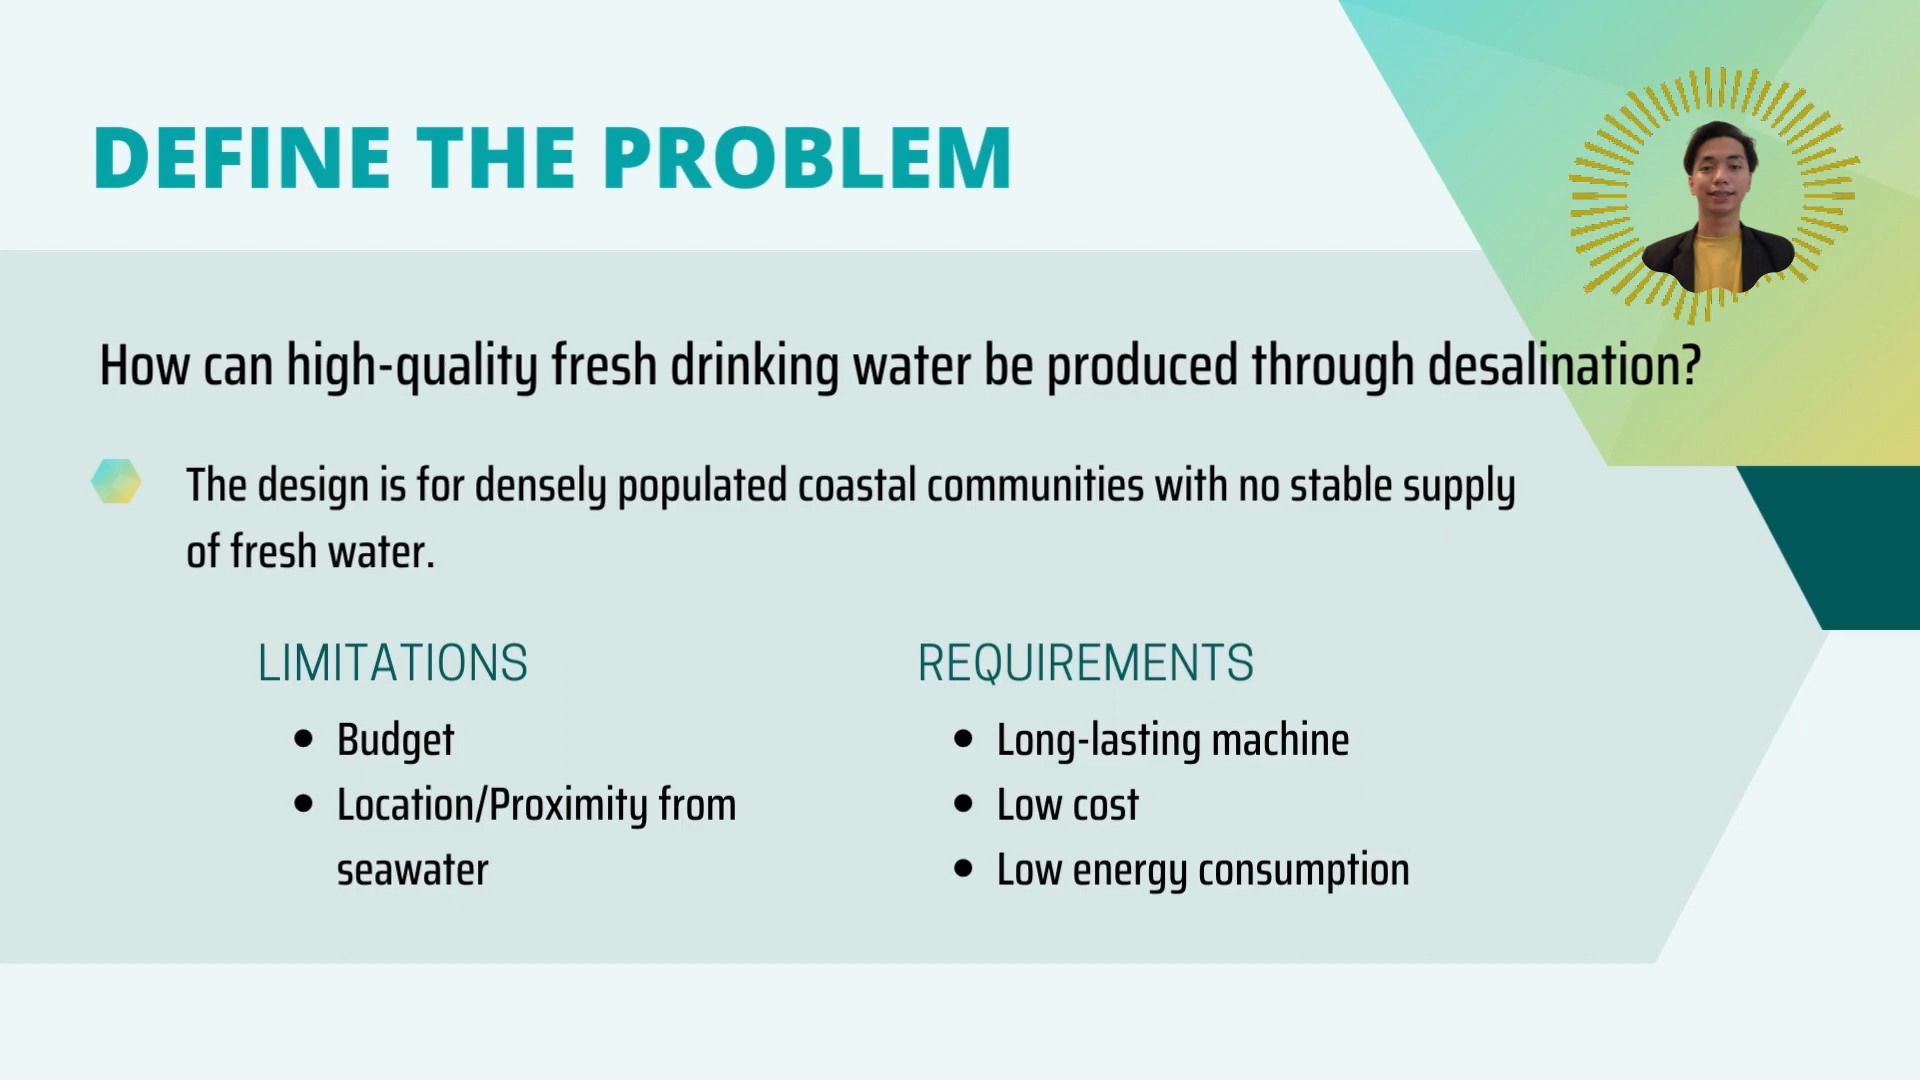 DEFINE THE PROBLEM
How can high-quality fresh drinking water be produced through desalination?
The design is for densely populated coastal communities with no stable supply
of fresh water.
LIMITATIONS
• Budget
• Location/Proximity from
seawater
REQUIREMENTS
• Long-lasting machine
• Low cost
• Low energy consumption